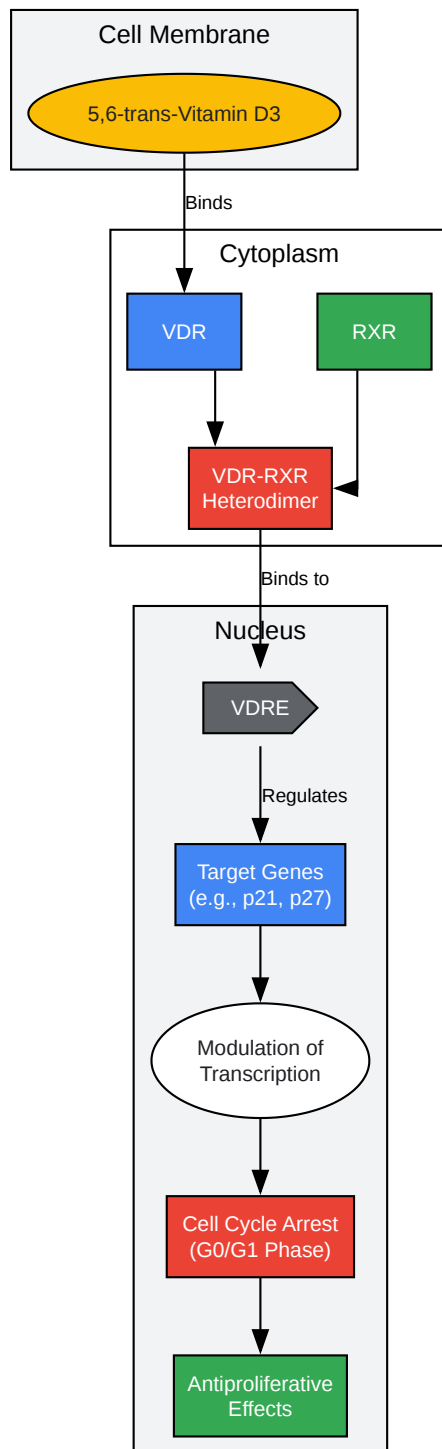 Cell Membrane
5,6-trans-Vitamin D3
Binds
Cytoplasm
VDR
RXR
VDR-RXR
Heterodimer
Binds to
Nucleus
VDRE
Regulates
Target Genes
(e.g., p21, p27)
Modulation of
Transcription
Cell Cycle Arrest
(G0/G1 Phase)
Antiproliferative
Effects